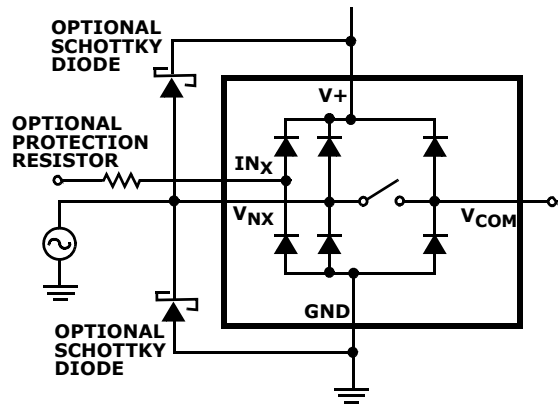 OPTIONAL
SCHOTTKY
DIODE
V+
OPTIONAL
PROTECTION
RESISTOR
INX
VNX
VCOM
GND
OPTIONAL
SCHOTTKY
DIODE